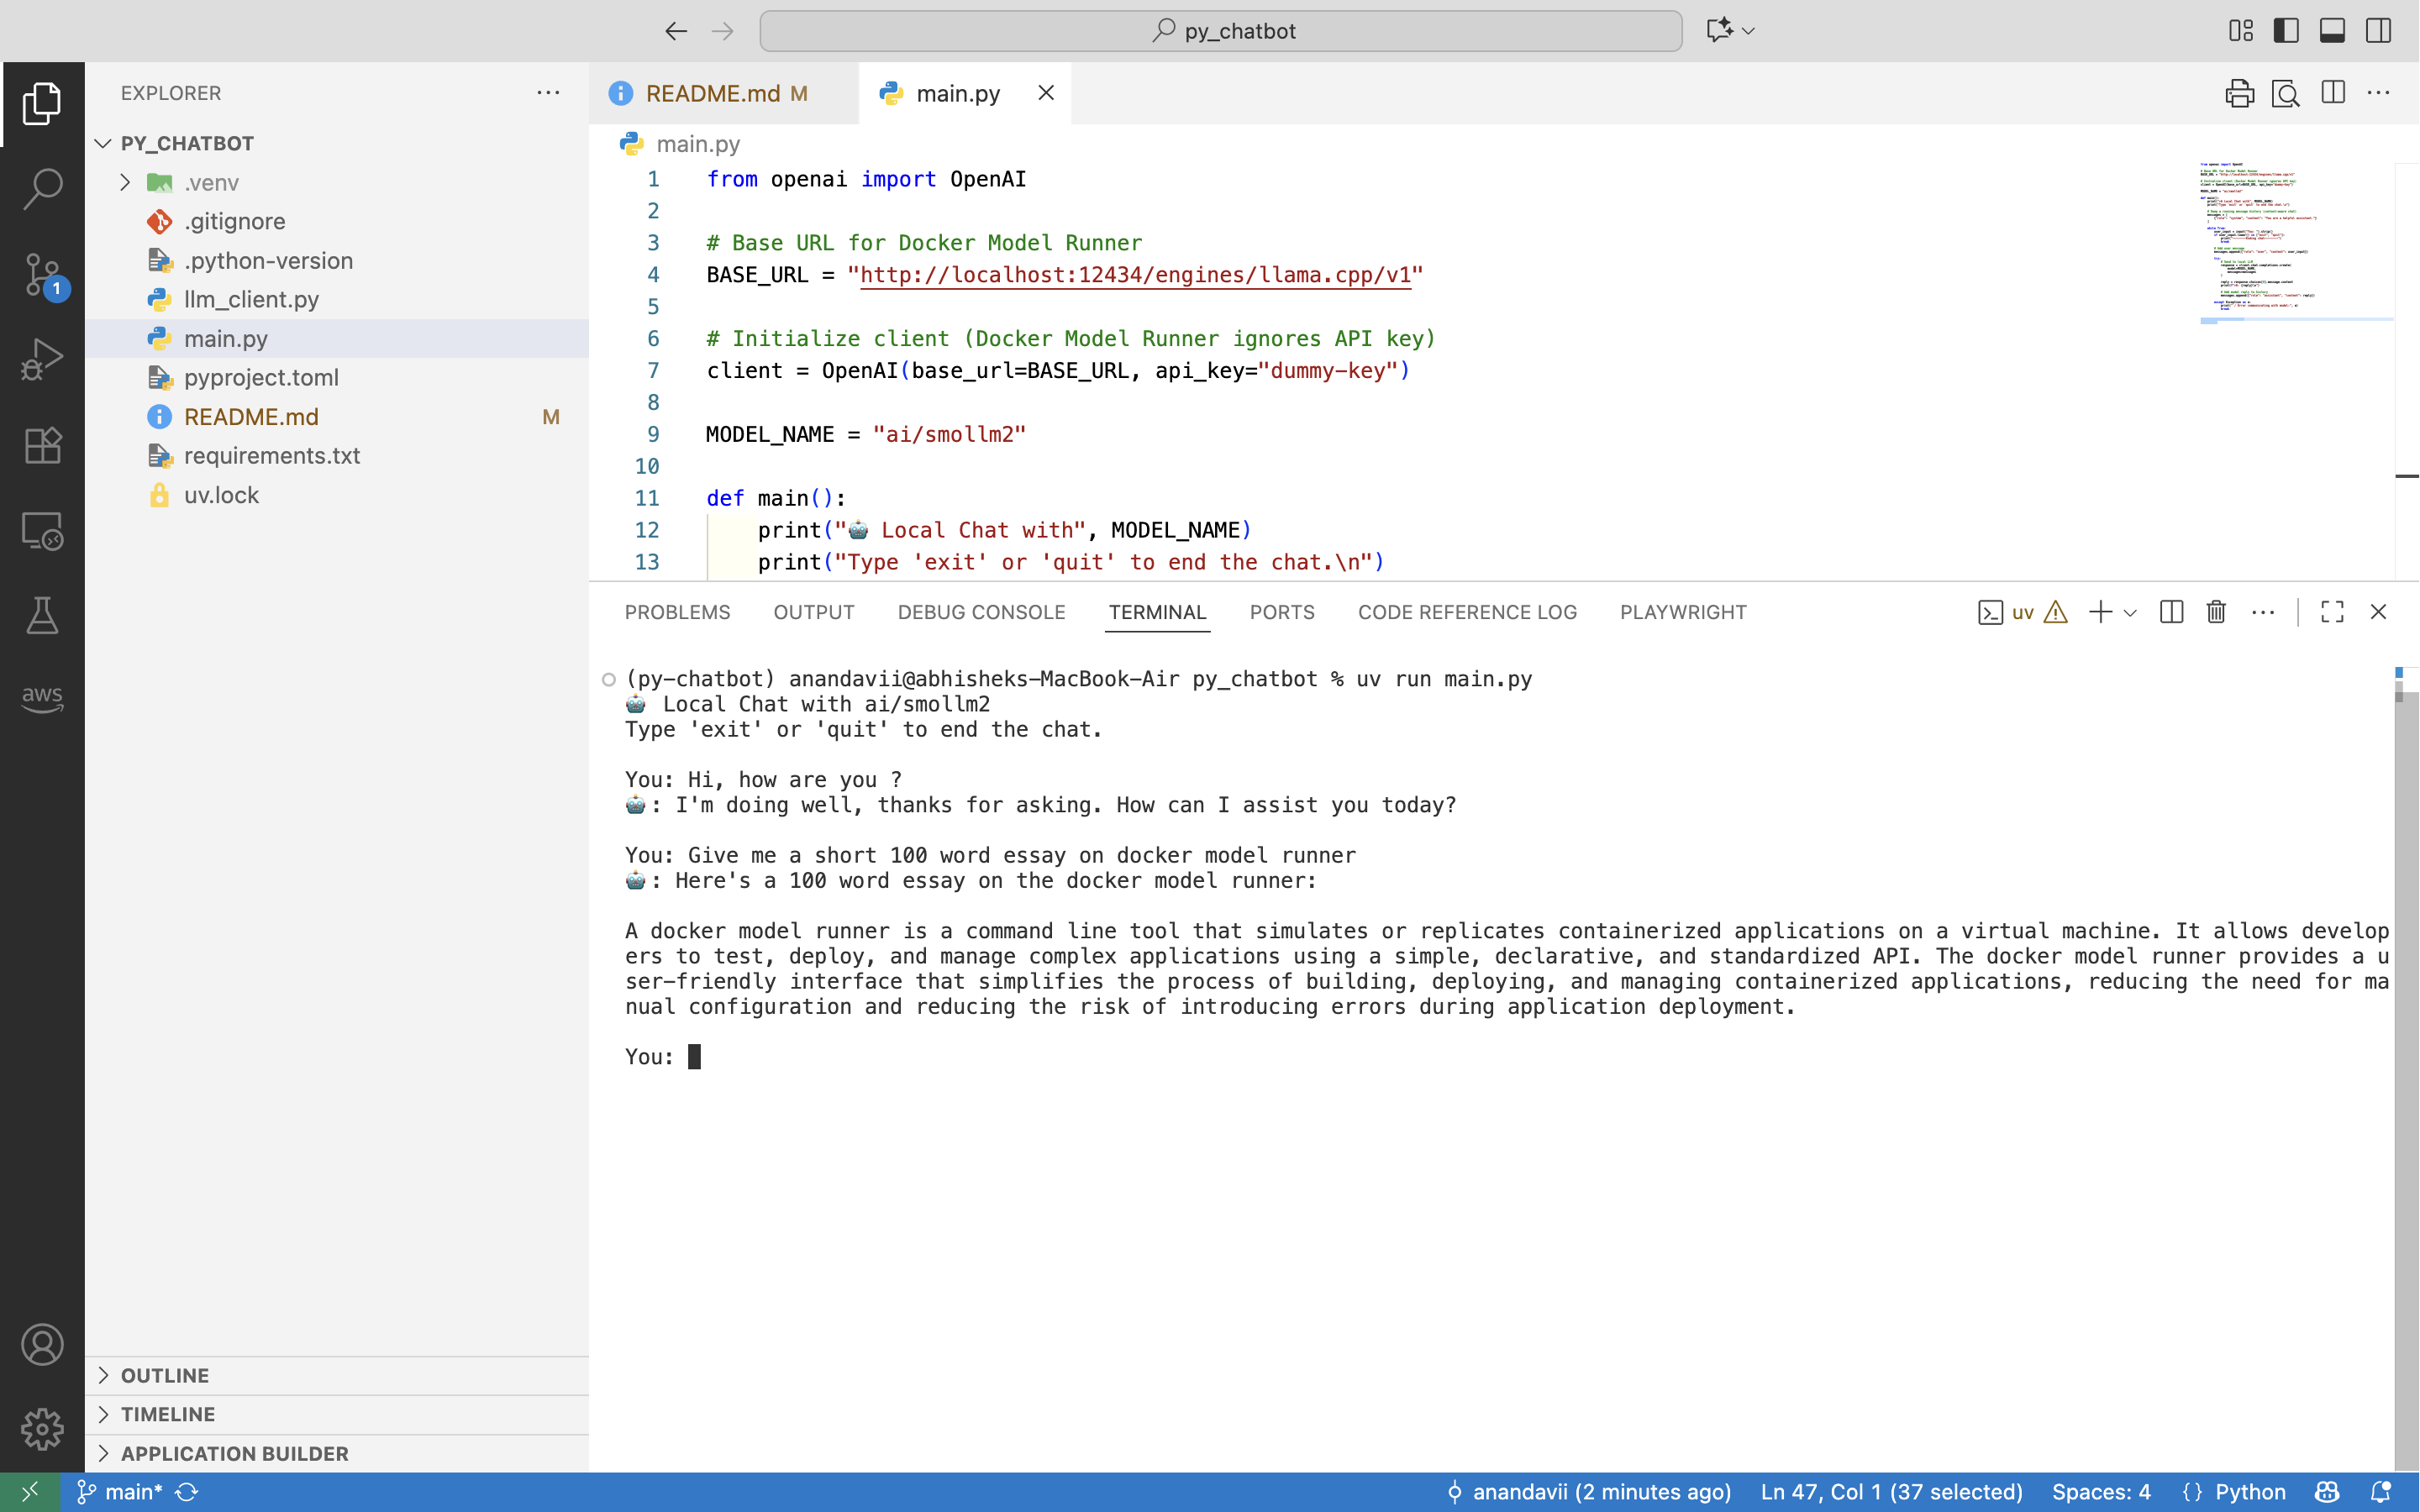 py_chatbot
EXPLORER
PY_CHATBOT
.venv
.gitignore
.python-version
llm_client.py
main.py
pyproject.toml
README.md M
requirements.txt
uv.lock
OUTLINE
TIMELINE
APPLICATION BUILDER
1
aws
README.md M
main.py
main.py
1 from openai import OpenAI
2
3 # Base URL for Docker Model Runner
4 BASE_URL = "http://localhost:12434/engines/llama.cpp/v1"
5
6 # Initialize client (Docker Model Runner ignores API key)
7 client = OpenAI(base_url=BASE_URL, api_key="dummy-key")
8
9 MODEL_NAME = "ai/smollm2"
10
11 def main():
12 print("🤖 Local Chat with", MODEL_NAME)
13 print("Type 'exit' or 'quit' to end the chat.\n")
PROBLEMS OUTPUT DEBUG CONSOLE TERMINAL PORTS CODE REFERENCE LOG PLAYWRIGHT
uv
(py-chatbot) anandavii@abhisheks-MacBook-Air py_chatbot % uv run main.py
🤖 Local Chat with ai/smollm2
Type 'exit' or 'quit' to end the chat.
You: Hi, how are you ?
🤖: I'm doing well, thanks for asking. How can I assist you today?
You: Give me a short 100 word essay on docker model runner
🤖: Here's a 100 word essay on the docker model runner:
A docker model runner is a command line tool that simulates or replicates containerized applications on a virtual machine. It allows develop
ers to test, deploy, and manage complex applications using a simple, declarative, and standardized API. The docker model runner provides a u
ser-friendly interface that simplifies the process of building, deploying, and managing containerized applications, reducing the need for ma
nual configuration and reducing the risk of introducing errors during application deployment.
You:
main* anandavii (2 minutes ago) Ln 47, Col 1 (37 selected) Spaces: 4 {} Python